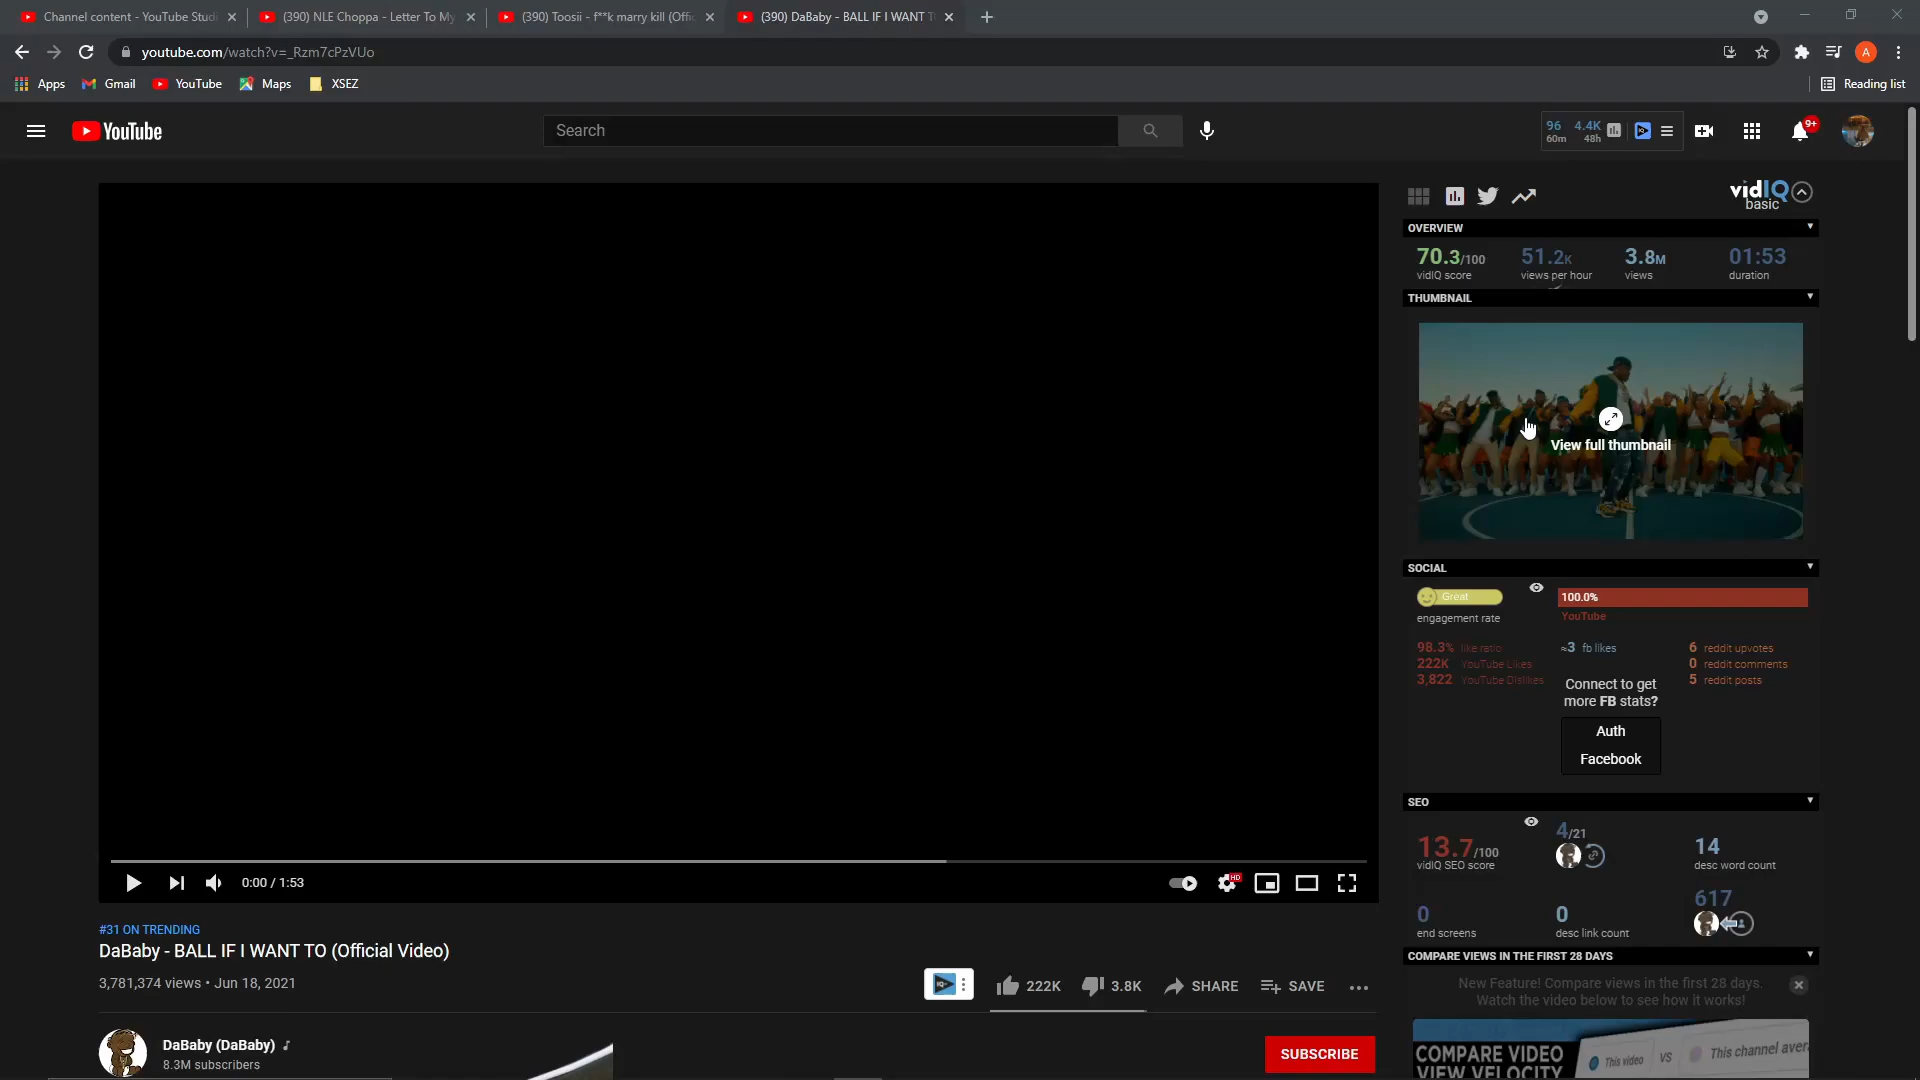 Channel content - YouTube Studi
(390) NLE Choppa - Letter To My
(390) Toosii - f**k marry kill (Offic
(390) DaBaby - BALL IF I WANT T
youtube.com/watch?v=_Rzm7cPzVUo
Apps
Gmail
YouTube
Maps
XSEZ
Reading list
YouTube
Search
96
60m
4.4K
48h
9+
vidIQ
basic
OVERVIEW
70.3/100
vidIQ score
51.2K
views per hour
3.8M
views
01:53
duration
THUMBNAIL
View full thumbnail
SOCIAL
Great
engagement rate
100.0%
YouTube
98.3% like ratio
222K YouTube Likes
3,822 YouTube Dislikes
≈3 fb likes
Connect to get
more FB stats?
Auth
Facebook
6 reddit upvotes
0 reddit comments
5 reddit posts
SEO
13.7/100
vidIQ SEO score
4/21
14
desc word count
0
end screens
0
desc link count
617
COMPARE VIEWS IN THE FIRST 28 DAYS
New Feature! Compare views in the first 28 days.
Watch the video below to see how it works!
COMPARE VIDEO
VIEW VELOCITY
This video
VS
This channel aver
0:00 / 1:53
HD
#31 ON TRENDING
DaBaby - BALL IF I WANT TO (Official Video)
3,781,374 views • Jun 18, 2021
222K
3.8K
SHARE
SAVE
DaBaby (DaBaby)
8.3M subscribers
SUBSCRIBE
A